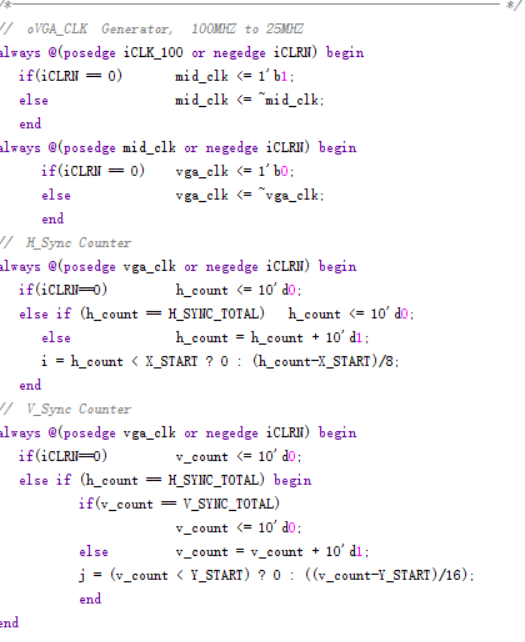 /*------------------------------------------------------------ */
// oVGA_CLK Generator, 100MHZ to 25MHZ
always @(posedge iCLK_100 or negedge iCLRN) begin
if(iCLRN == 0) mid_clk <= 1'b1;
else mid_clk <= ~mid_clk;
end
always @(posedge mid_clk or negedge iCLRN) begin
if(iCLRN == 0) vga_clk <= 1'b0;
else vga_clk <= ~vga_clk;
end
// H_Sync Counter
always @(posedge vga_clk or negedge iCLRN) begin
if(iCLRN==0) h_count <= 10'd0;
else if (h_count == H_SYNC_TOTAL) h_count <= 10'd0;
else h_count = h_count + 10'd1;
i = h_count < X_START ? 0 : (h_count-X_START)/8;
end
// V_Sync Counter
always @(posedge vga_clk or negedge iCLRN) begin
if(iCLRN==0) v_count <= 10'd0;
else if (h_count == H_SYNC_TOTAL) begin
if(v_count == V_SYNC_TOTAL)
v_count <= 10'd0;
else v_count = v_count + 10'd1;
j = (v_count < Y_START) ? 0 : ((v_count-Y_START)/16);
end
end